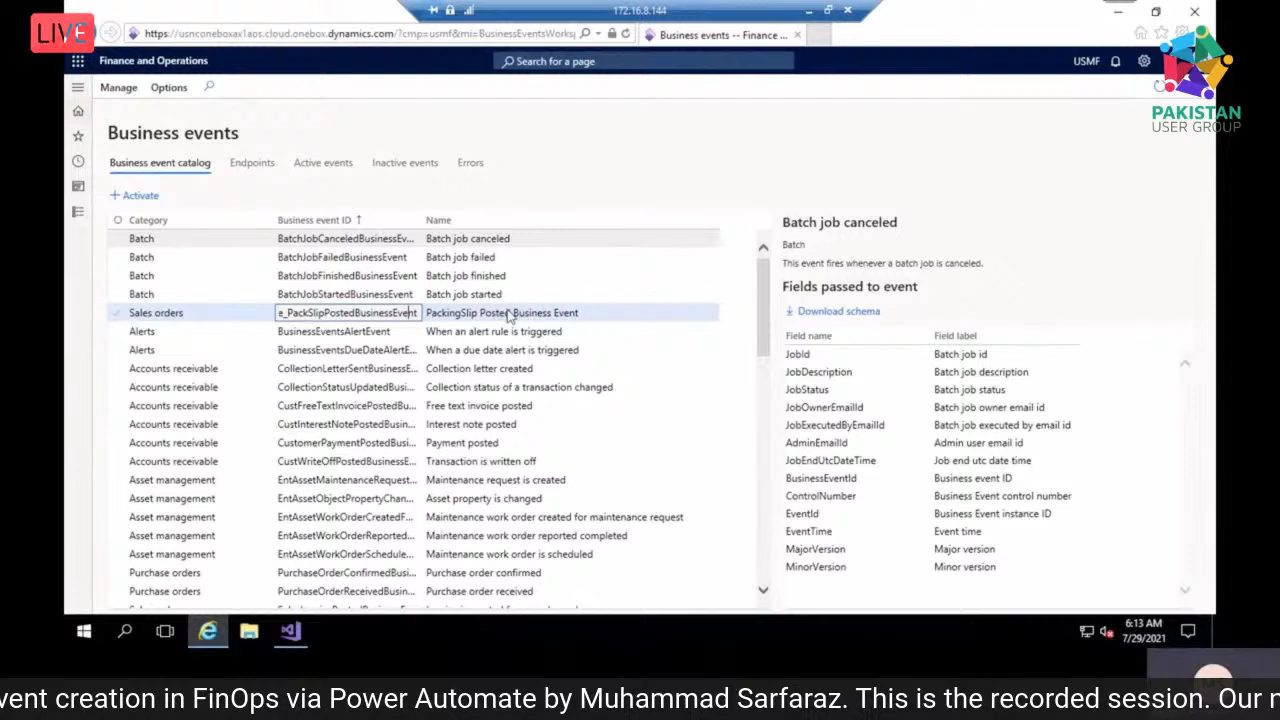 172.16.8.144
LIVE
https://usnconeboxax1aos.cloud.onebox.dynamics.com/?cmp=usmf&mi=BusinessEventsWorksp
Business events -- Finance ...
Finance and Operations
Search for a page
USMF
PAKISTAN
USER GROUP
Manage
Options
Business events
Business event catalog
Endpoints
Active events
Inactive events
Errors
+ Activate
Category Business event ID ↑ Name
Batch BatchJobCanceledBusinessEv... Batch job canceled
Batch BatchJobFailedBusinessEvent Batch job failed
Batch BatchJobFinishedBusinessEvent Batch job finished
Batch BatchJobStartedBusinessEvent Batch job started
Sales orders e_PackSlipPostedBusinessEvent PackingSlip Posted Business Event
Alerts BusinessEventsAlertEvent When an alert rule is triggered
Alerts BusinessEventsDueDateAlertE... When a due date alert is triggered
Accounts receivable CollectionLetterSentBusinessE... Collection letter created
Accounts receivable CollectionStatusUpdatedBusi... Collection status of a transaction changed
Accounts receivable CustFreeTextInvoicePostedBu... Free text invoice posted
Accounts receivable CustInterestNotePostedBusin... Interest note posted
Accounts receivable CustomerPaymentPostedBusi... Payment posted
Accounts receivable CustWriteOffPostedBusinessE... Transaction is written off
Asset management EntAssetMaintenanceRequest... Maintenance request is created
Asset management EntAssetObjectPropertyChan... Asset property is changed
Asset management EntAssetWorkOrderCreatedF... Maintenance work order created for maintenance request
Asset management EntAssetWorkOrderReported... Maintenance work order reported completed
Asset management EntAssetWorkOrderSchedule... Maintenance work order is scheduled
Purchase orders PurchaseOrderConfirmedBusi... Purchase order confirmed
Purchase orders PurchaseOrderReceivedBusin... Purchase order received
Batch job canceled
Batch
This event fires whenever a batch job is canceled.
Fields passed to event
Download schema
Field name Field label
JobId Batch job id
JobDescription Batch job description
JobStatus Batch job status
JobOwnerEmailId Batch job owner email id
JobExecutedByEmailId Batch job executed by email id
AdminEmailId Admin user email id
JobEndUtcDateTime Job end utc date time
BusinessEventId Business event ID
ControlNumber Business Event control number
EventId Business Event instance ID
EventTime Event time
MajorVersion Major version
MinorVersion Minor version
6:13 AM
7/29/2021
vent creation in FinOps via Power Automate by Muhammad Sarfaraz. This is the recorded session. Our